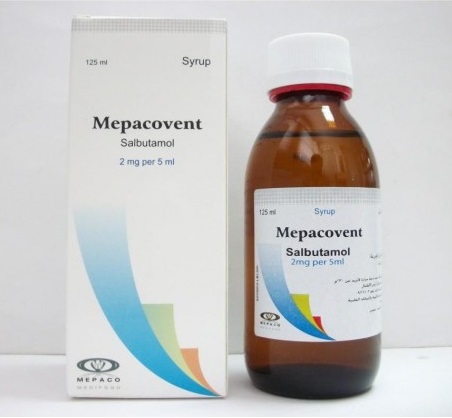 125 ml
Syrup
Mepacovent
Salbutamol
2 mg per 5 ml
MEPACO
MEDIFOOD
125 ml
Syrup
Mepacovent
Salbutamol
2mg per 5ml
MEPACO